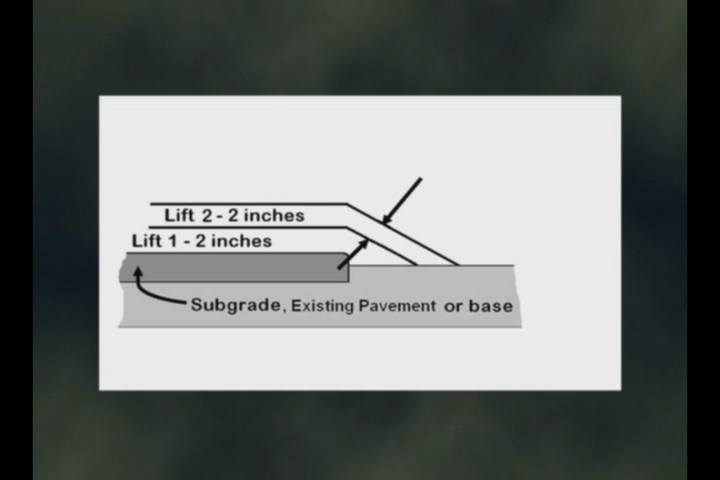 Lift 2 - 2 inches
Lift 1 - 2 inches
Subgrade, Existing Pavement or base